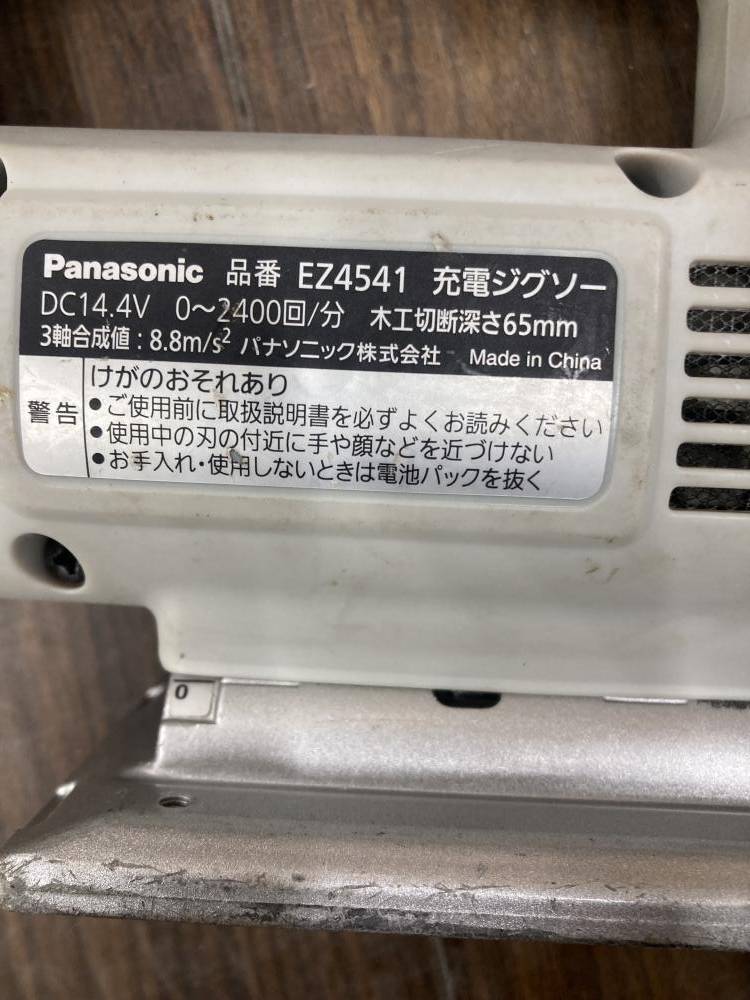 Panasonic 品番 EZ4541 充電ジグソー
DC14.4V 0～2400回/分 木工切断深さ65mm
3軸合成値：8.8m/s² パナソニック株式会社 Made in China
警告
けがのおそれあり
●ご使用前に取扱説明書を必ずよくお読みください
●使用中の刃の付近に手や顔などを近づけない
●お手入れ・使用しないときは電池パックを抜く
0